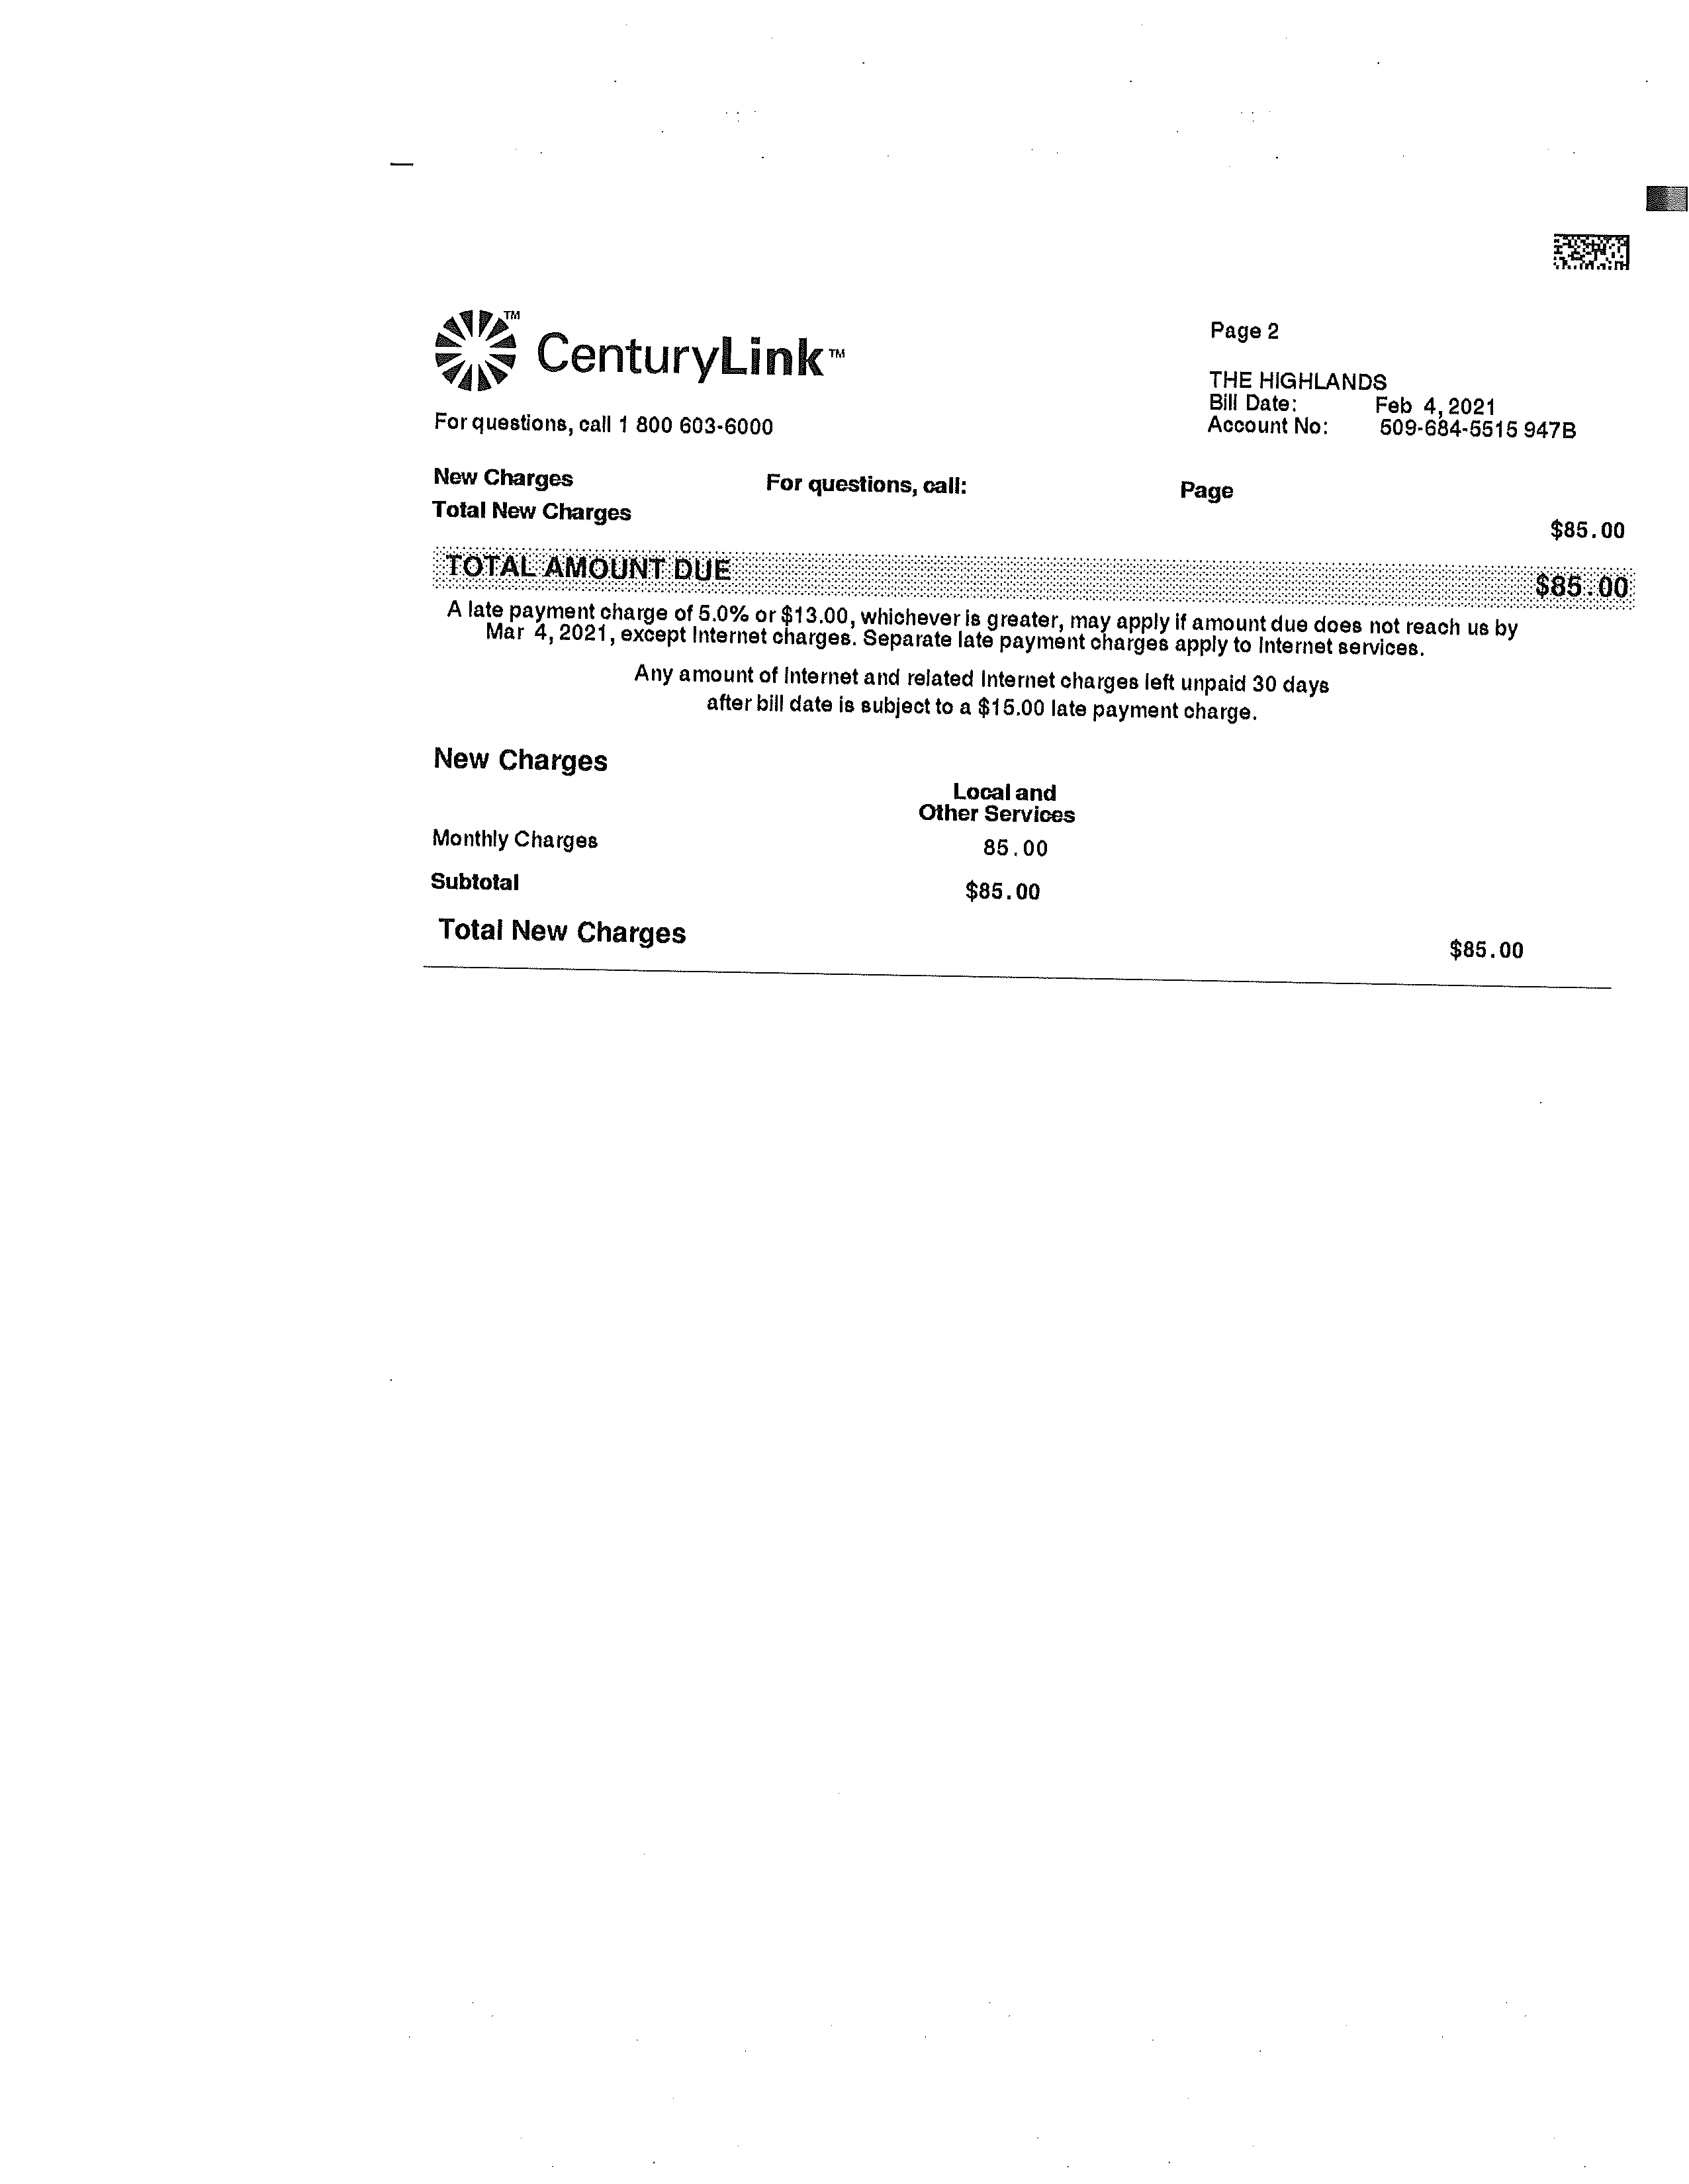 CenturyLink™
Page 2
THE HIGHLANDS
Bill Date: Feb 4, 2021
For questions, call 1 800 603-6000
Account No: 509-684-5515 947B
New Charges For questions, call: Page
Total New Charges $85.00
TOTAL AMOUNT DUE $85.00
A late payment charge of 5.0% or $13.00, whichever is greater, may apply if amount due does not reach us by
Mar 4, 2021, except Internet charges. Separate late payment charges apply to Internet services.
Any amount of Internet and related Internet charges left unpaid 30 days
after bill date is subject to a $15.00 late payment charge.
New Charges
Local and
Other Services
Monthly Charges 85.00
Subtotal $85.00
Total New Charges $85.00